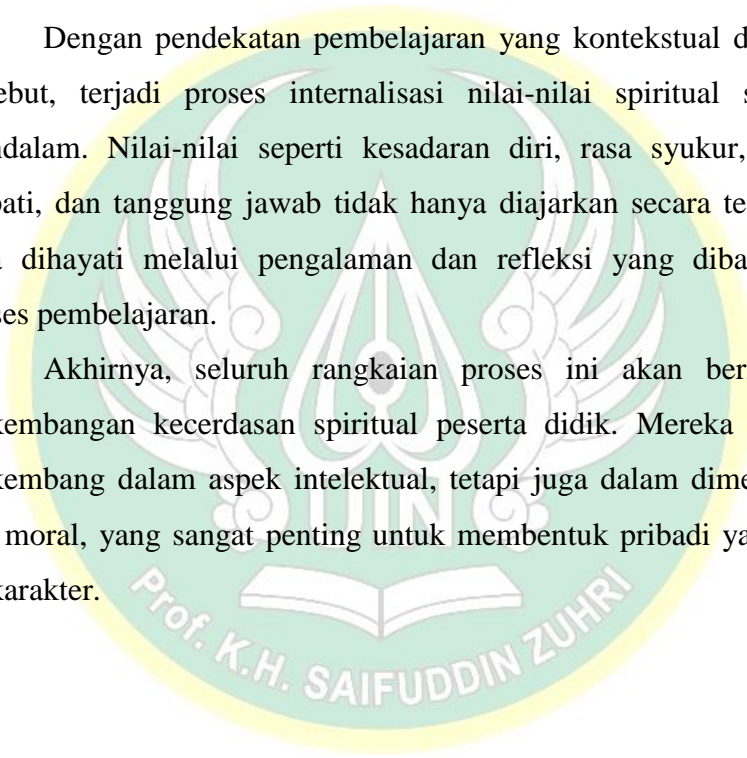 Dengan pendekatan pembelajaran yang kontekstual d
ebut, terjadi proses internalisasi nilai-nilai spiritual s
ndalam. Nilai-nilai seperti kesadaran diri, rasa syukur,
pati, dan tanggung jawab tidak hanya diajarkan secara te
a dihayati melalui pengalaman dan refleksi yang diba
ses pembelajaran.
Akhirnya, seluruh rangkaian proses ini akan ber
kembangan kecerdasan spiritual peserta didik. Mereka
kembang dalam aspek intelektual, tetapi juga dalam dime
moral, yang sangat penting untuk membentuk pribadi ya
karakter.
UIN
Prof. K.H. SAIFUDDIN ZUHRI